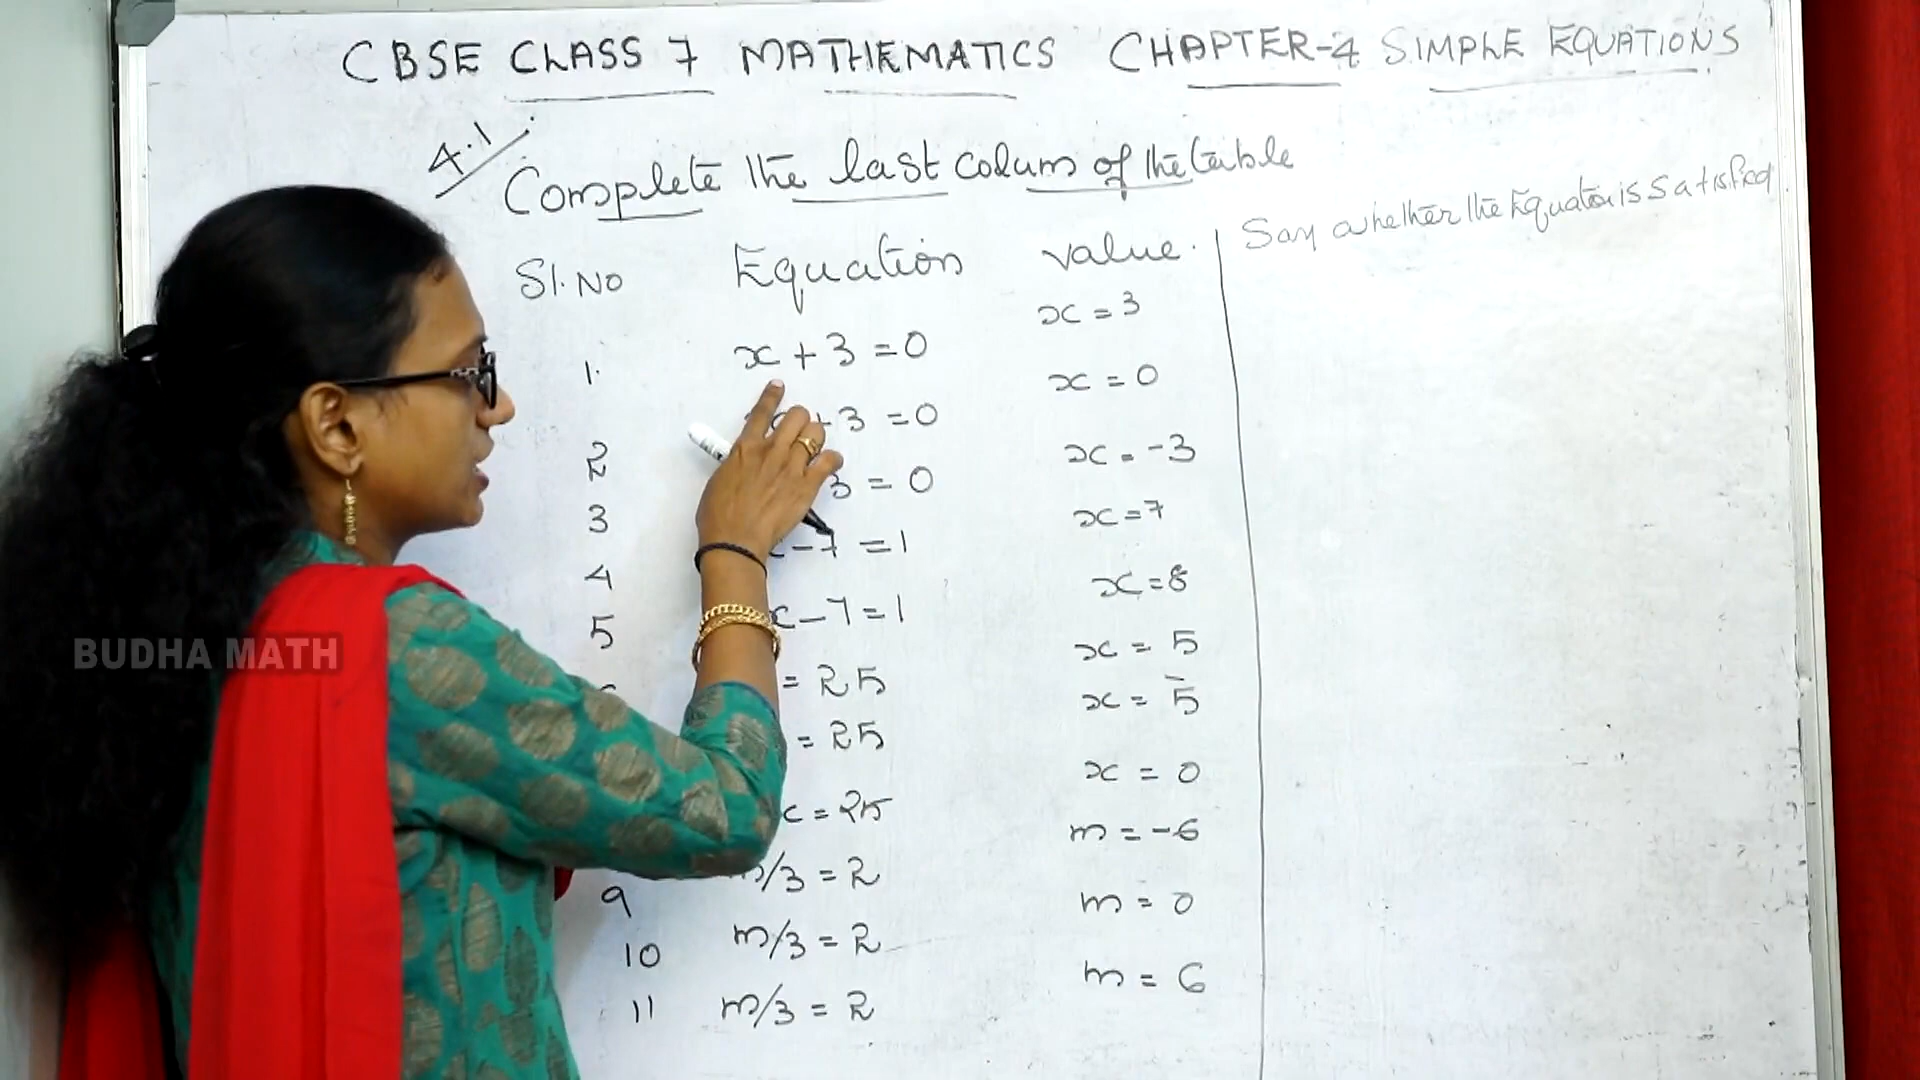 CBSE CLASS 7 MATHEMATICS CHAPTER-4 SIMPLE EQUATIONS
4.1
Complete the last colum of the table
Sl. No Equation value. Say whether the Equation is satisfied
1. x + 3 = 0 x = 3
2 +3 = 0 x = 0
3 3 = 0 x = -3
4 -7 = 1 x = 7
5 x - 7 = 1 x = 8
= 25 x = 5
= 25 x = -5
x = 25 x = 0
9 m/3 = 2 m = -6
10 m/3 = 2 m = 0
11 m/3 = 2 m = 6
BUDHA MATH